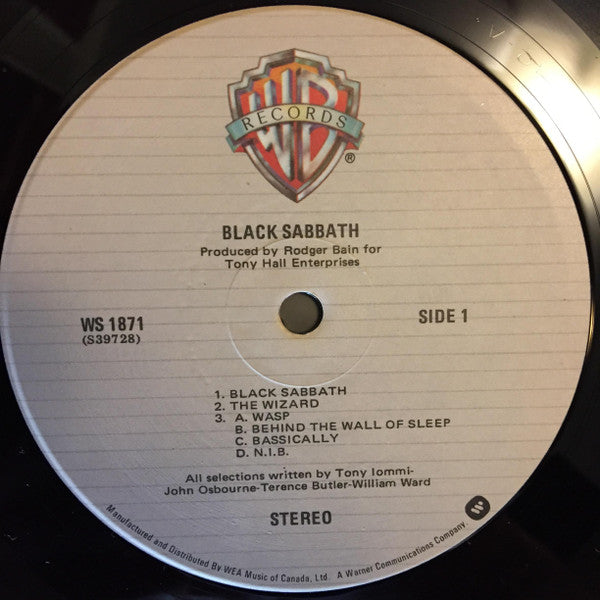 WB
RECORDS
®
BLACK SABBATH
Produced by Rodger Bain for
Tony Hall Enterprises
WS 1871
(S39728)
SIDE 1
1. BLACK SABBATH
2. THE WIZARD
3. A. WASP
B. BEHIND THE WALL OF SLEEP
C. BASSICALLY
D. N.I.B.
All selections written by Tony Iommi-
John Osbourne-Terence Butler-William Ward
STEREO
Manufactured and Distributed By WEA Music of Canada, Ltd. A Warner Communications Company.